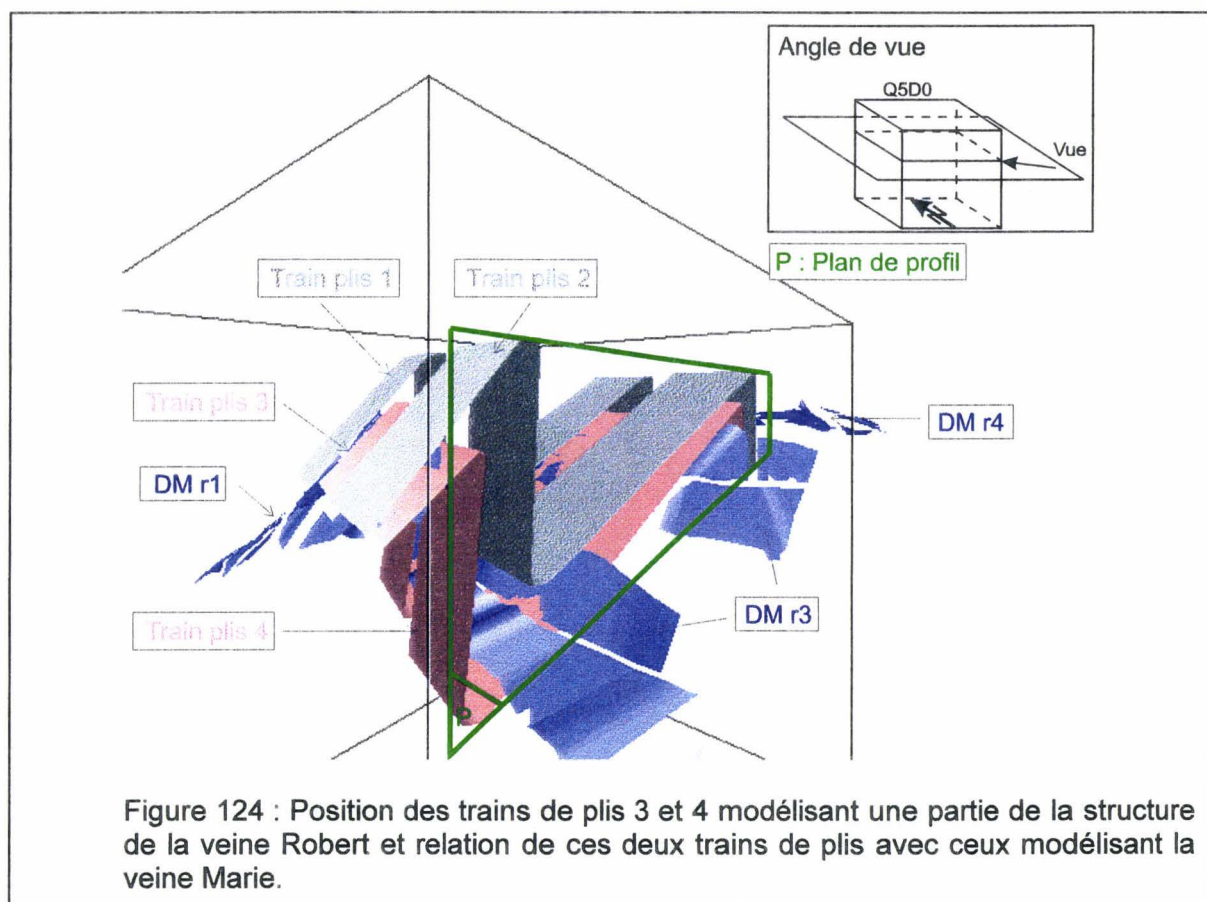 Angle de vue
Q5D0
Vue
P : Plan de profil
Train plis 1
Train plis 2
Train plis 3
DM r4
DM r1
DM r3
Train plis 4
P
Figure 124 : Position des trains de plis 3 et 4 modélisant une partie de la structure
de la veine Robert et relation de ces deux trains de plis avec ceux modélisant la
veine Marie.